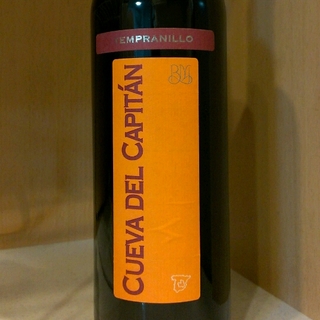 TEMPRANILLO
CUEVA DEL CAPITÁN